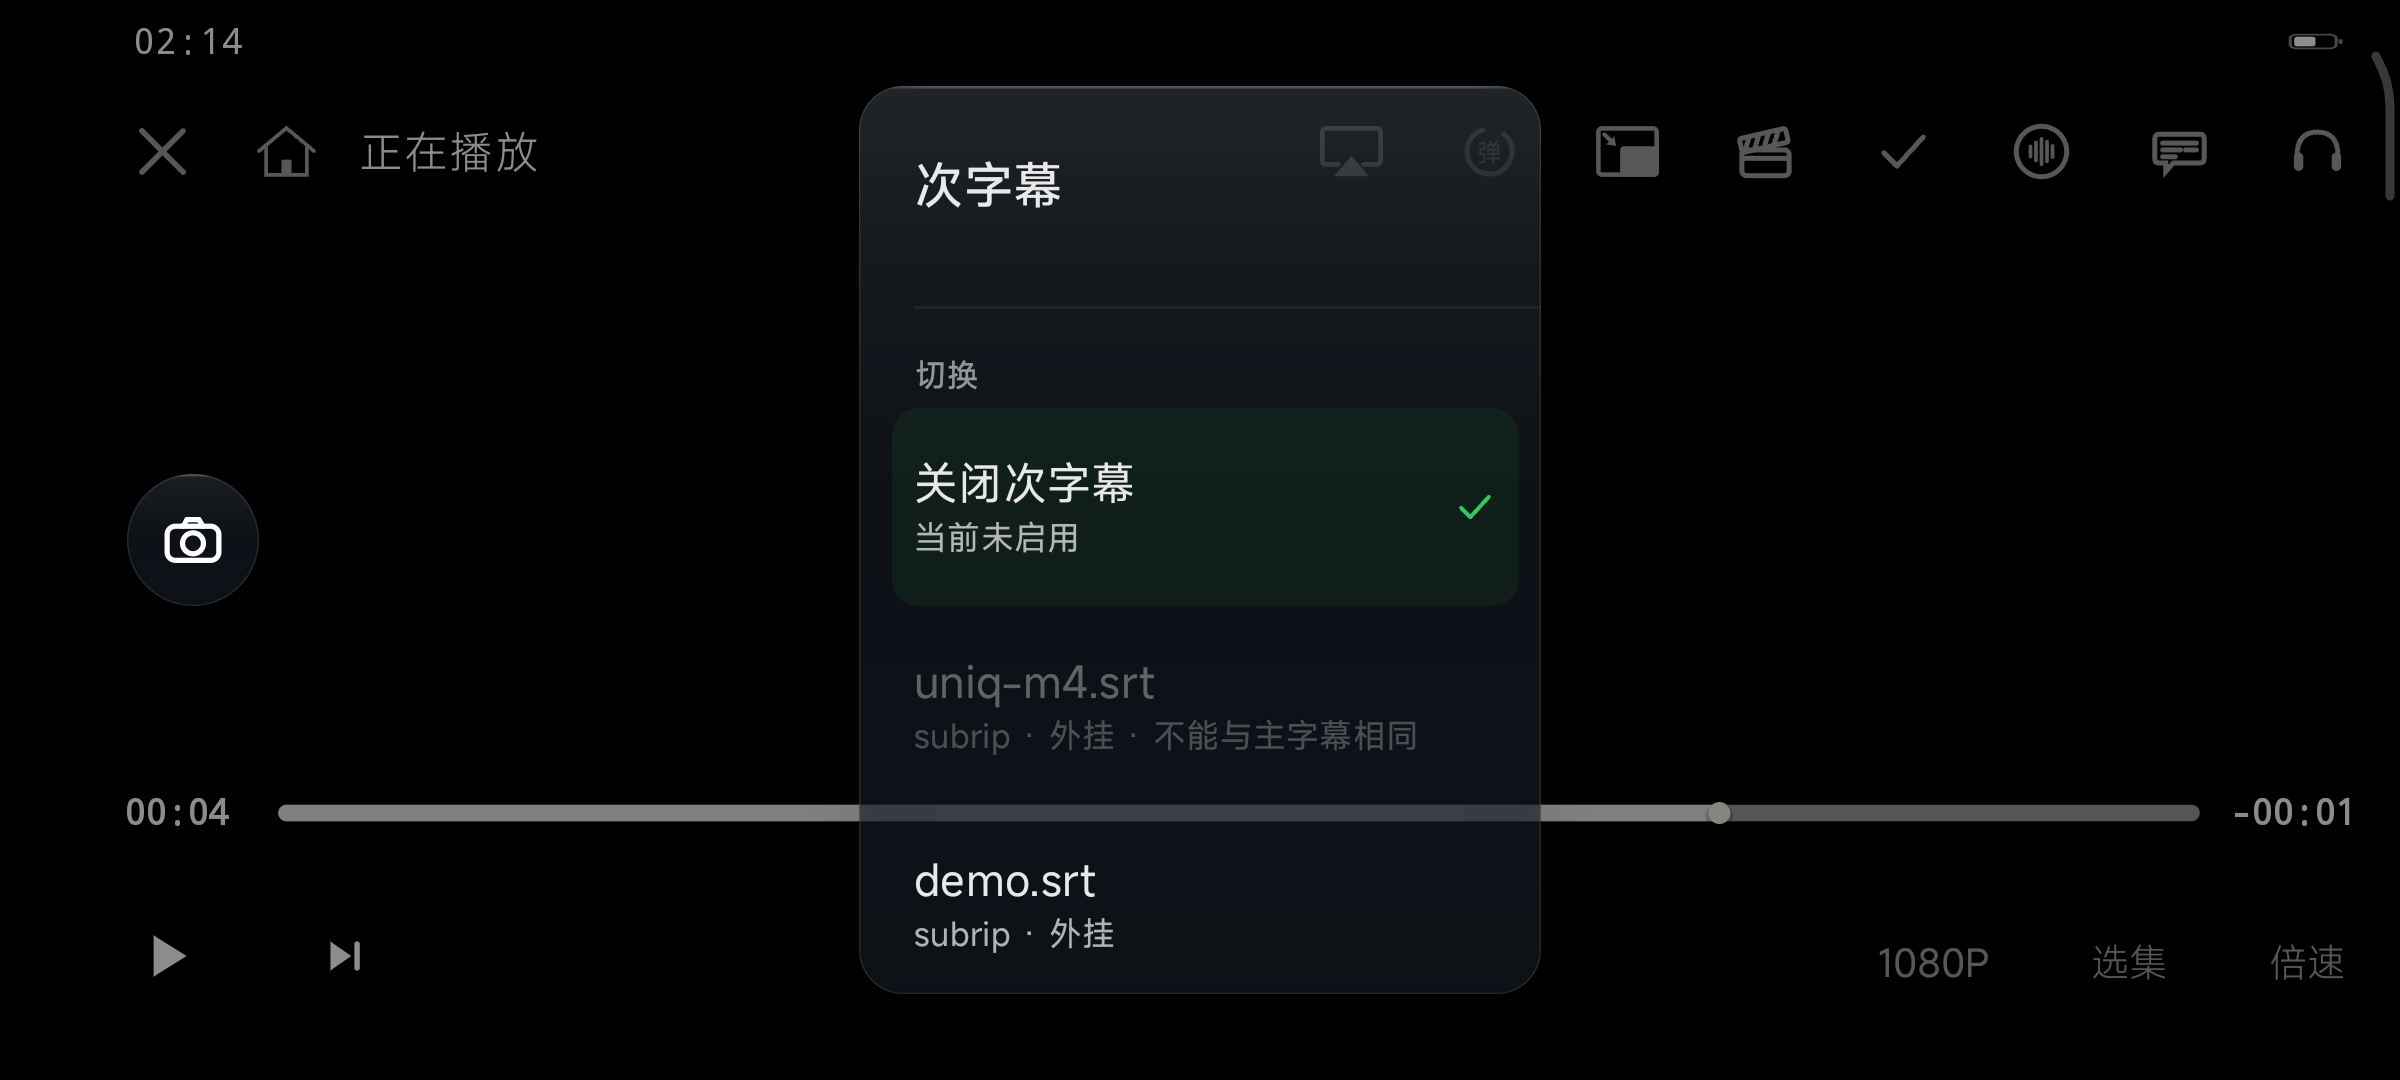 02:14
正在播放
弹
次字幕
切换
关闭次字幕
当前未启用
uniq-m4.srt
subrip · 外挂 · 不能与主字幕相同
00:04
-00:01
demo.srt
subrip · 外挂
1080P
选集
倍速